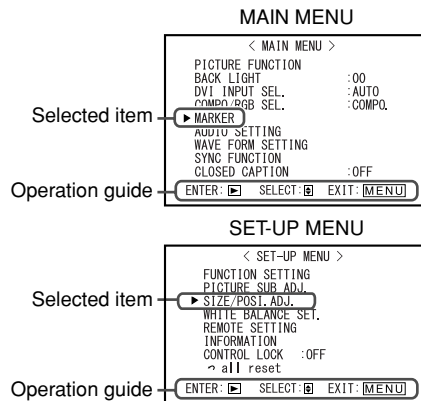 MAIN MENU
< MAIN MENU >
PICTURE FUNCTION
BACK LIGHT :00
DVI INPUT SEL. :AUTO
COMPO/RGB SEL. :COMPO.
Selected item
▶ MARKER
AUDIO SETTING
WAVE FORM SETTING
SYNC FUNCTION
CLOSED CAPTION :OFF
Operation guide
ENTER: ▶ SELECT: EXIT: MENU
SET-UP MENU
< SET-UP MENU >
FUNCTION SETTING
PICTURE SUB ADJ.
Selected item
▶ SIZE/POSI. ADJ.
WHITE BALANCE SET.
REMOTE SETTING
INFORMATION
CONTROL LOCK :OFF
all reset
Operation guide
ENTER: ▶ SELECT: EXIT: MENU